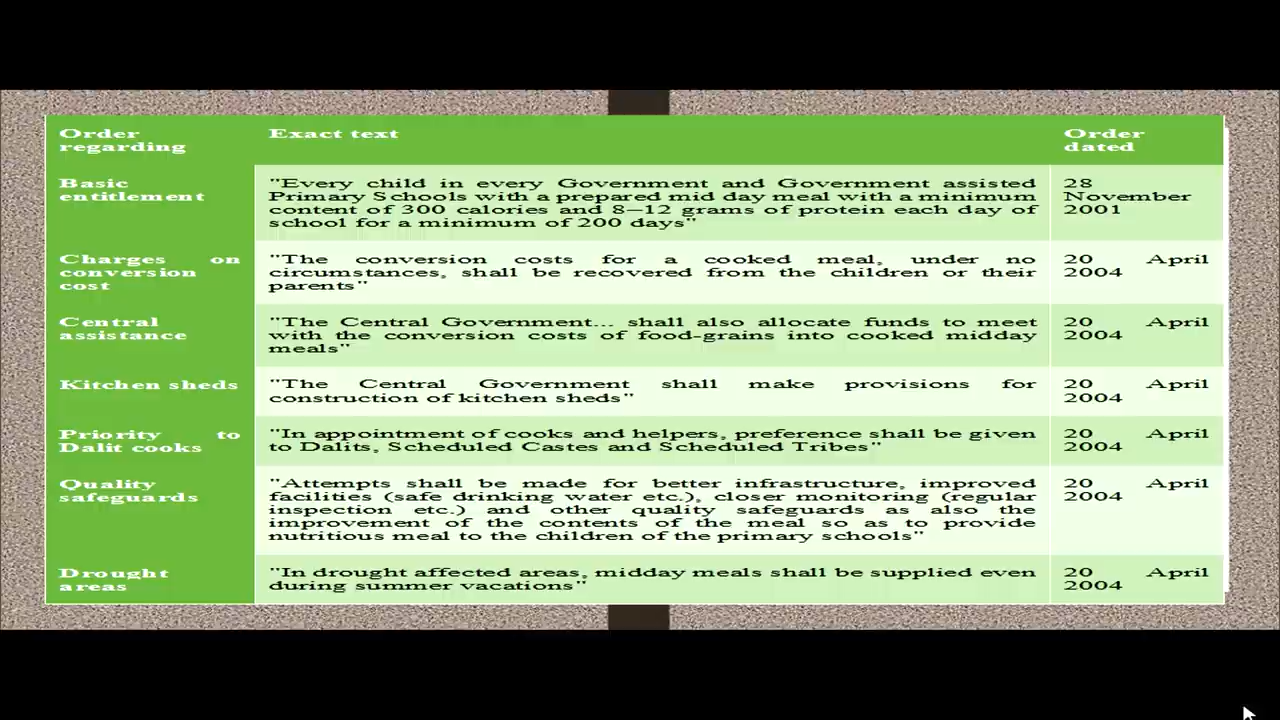 Order regarding
Exact text
Order dated
Basic entitlement
"Every child in every Government and Government assisted
Primary Schools with a prepared mid day meal with a minimum
content of 300 calories and 8–12 grams of protein each day of
school for a minimum of 200 days"
28
November
2001
Charges on
conversion
cost
"The conversion costs for a cooked meal, under no
circumstances, shall be recovered from the children or their
parents"
20 April
2004
Central
assistance
"The Central Government... shall also allocate funds to meet
with the conversion costs of food-grains into cooked midday
meals"
20 April
2004
Kitchen sheds
"The Central Government shall make provisions for
construction of kitchen sheds"
20 April
2004
Priority to
Dalit cooks
"In appointment of cooks and helpers, preference shall be given
to Dalits, Scheduled Castes and Scheduled Tribes"
20 April
2004
Quality
safeguards
"Attempts shall be made for better infrastructure, improved
facilities (safe drinking water etc.), closer monitoring (regular
inspection etc.) and other quality safeguards as also the
improvement of the contents of the meal so as to provide
nutritious meal to the children of the primary schools"
20 April
2004
Drought
areas
"In drought affected areas, midday meals shall be supplied even
during summer vacations"
20 April
2004